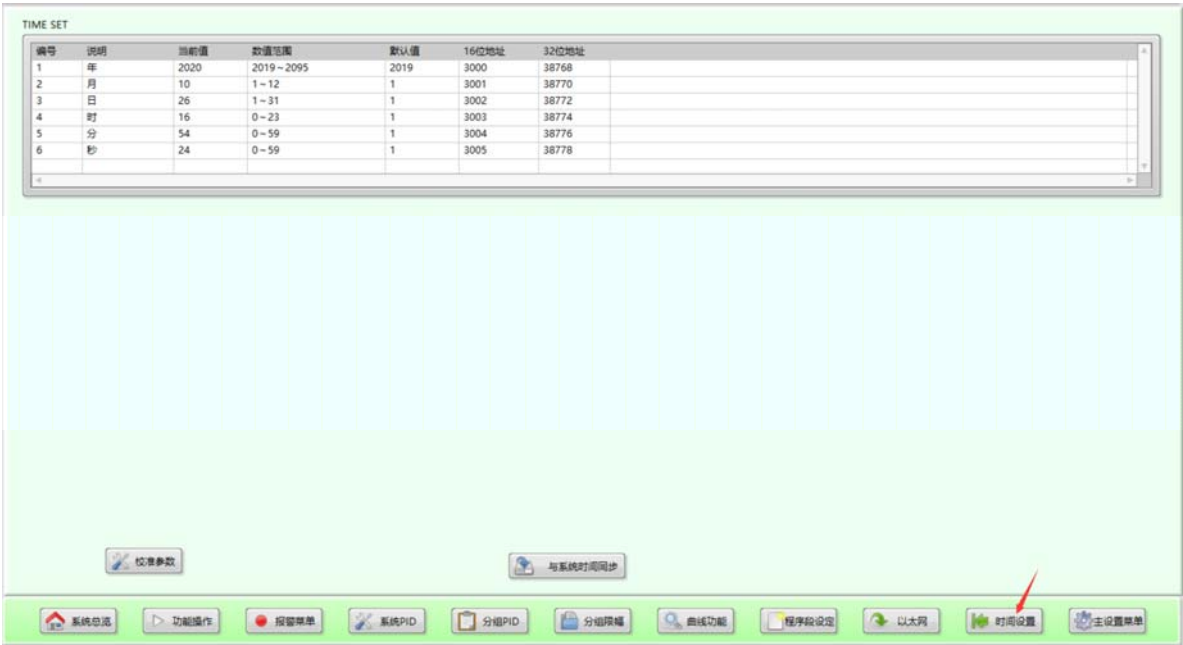 TIME SET
编号 说明 当前值 数值范围 默认值 16位地址 32位地址
1 年 2020 2019~2095 2019 3000 38768
2 月 10 1~12 1 3001 38770
3 日 26 1~31 1 3002 38772
4 时 16 0~23 1 3003 38774
5 分 54 0~59 1 3004 38776
6 秒 24 0~59 1 3005 38778
校准参数 与系统时间同步
系统总览 功能操作 报警菜单 系统PID 分组PID 分组限幅 曲线功能 程序段设定 以太网 时间设置 主设置菜单